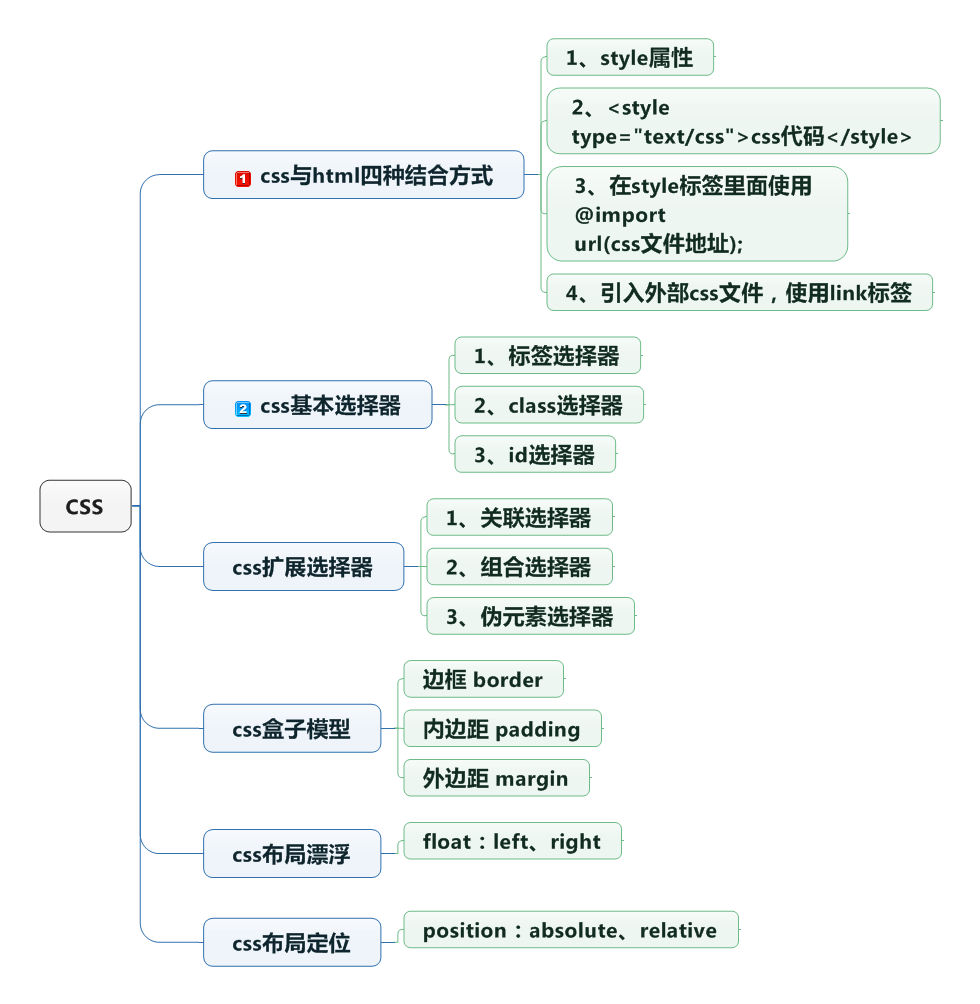 CSS
1 css与html四种结合方式
1、style属性
2、<style
type="text/css">css代码</style>
3、在style标签里面使用
@import
url(css文件地址);
4、引入外部css文件，使用link标签
2 css基本选择器
1、标签选择器
2、class选择器
3、id选择器
css扩展选择器
1、关联选择器
2、组合选择器
3、伪元素选择器
css盒子模型
边框 border
内边距 padding
外边距 margin
css布局漂浮
float：left、right
css布局定位
position：absolute、relative